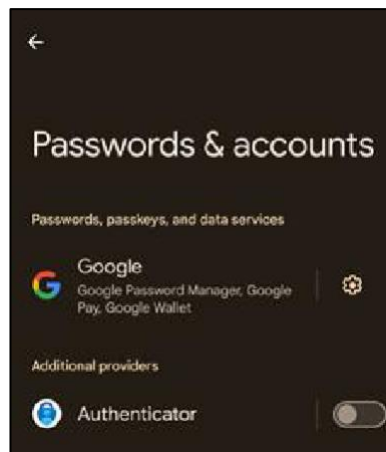 Passwords & accounts
Passwords, passkeys, and data services
Google
Google Password Manager, Google
Pay, Google Wallet
Additional providers
Authenticator